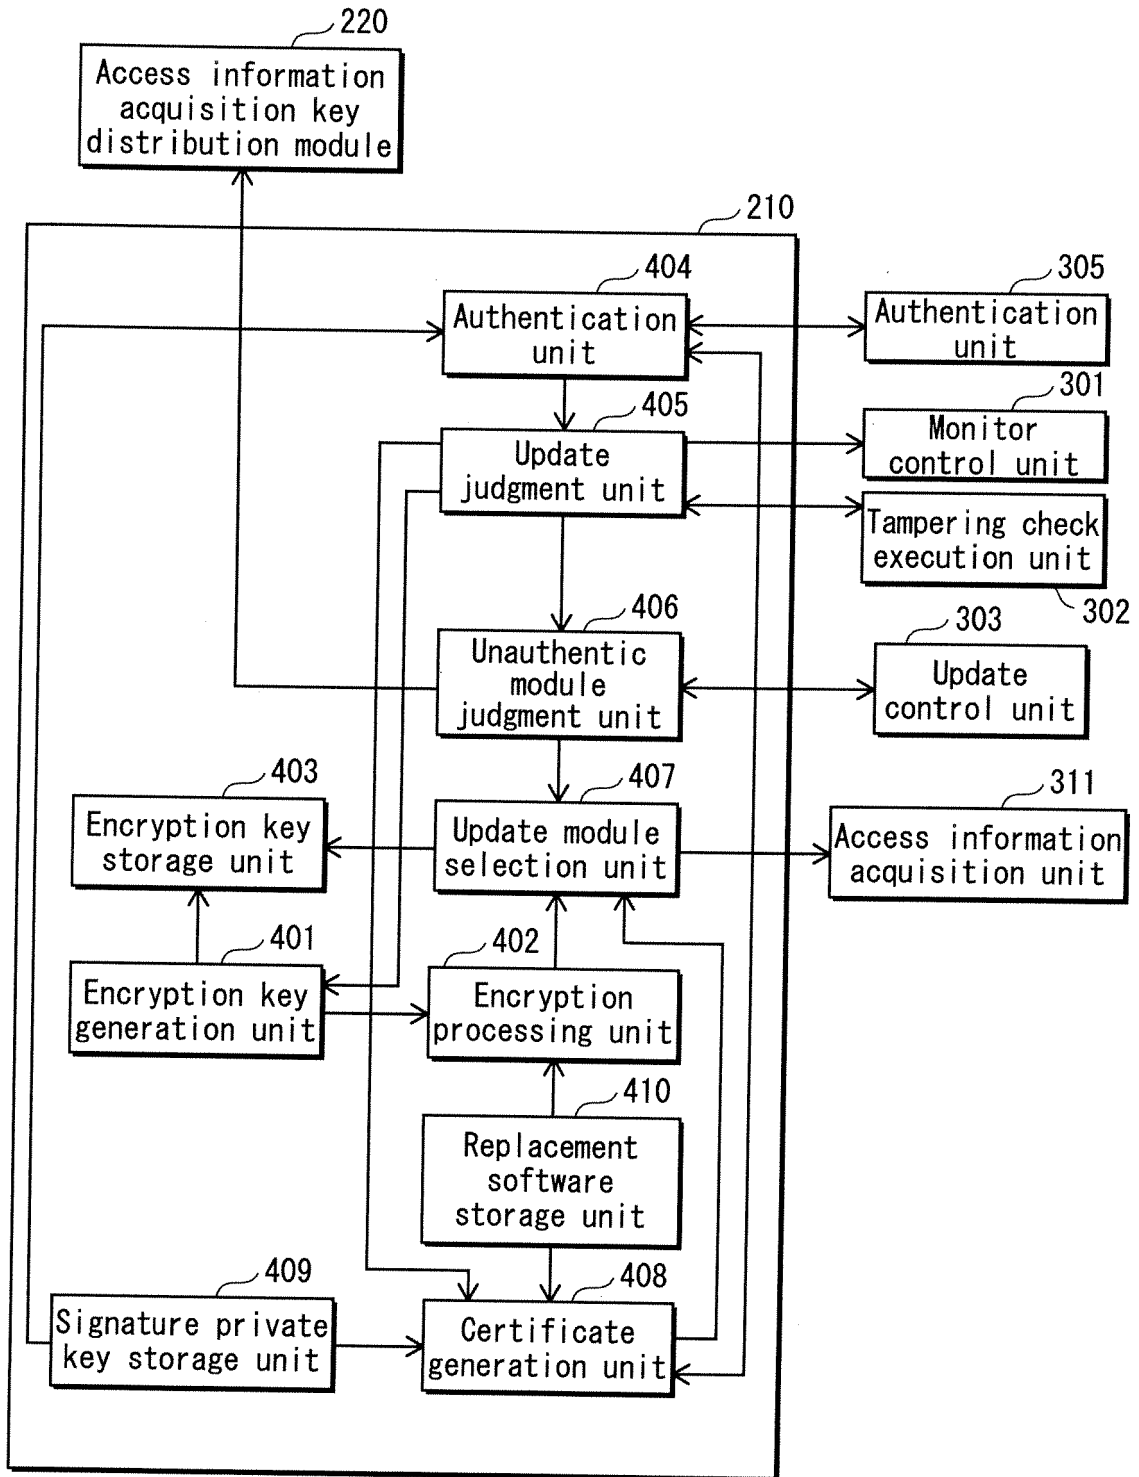 220
Access information
acquisition key
distribution module
210
404
Authentication
unit
305
Authentication
unit
405
Update
judgment unit
301
Monitor
control unit
Tampering check
execution unit
302
406
Unauthentic
module
judgment unit
303
Update
control unit
403
Encryption key
storage unit
407
Update module
selection unit
311
Access information
acquisition unit
401
Encryption key
generation unit
402
Encryption
processing unit
410
Replacement
software
storage unit
409
Signature private
key storage unit
408
Certificate
generation unit